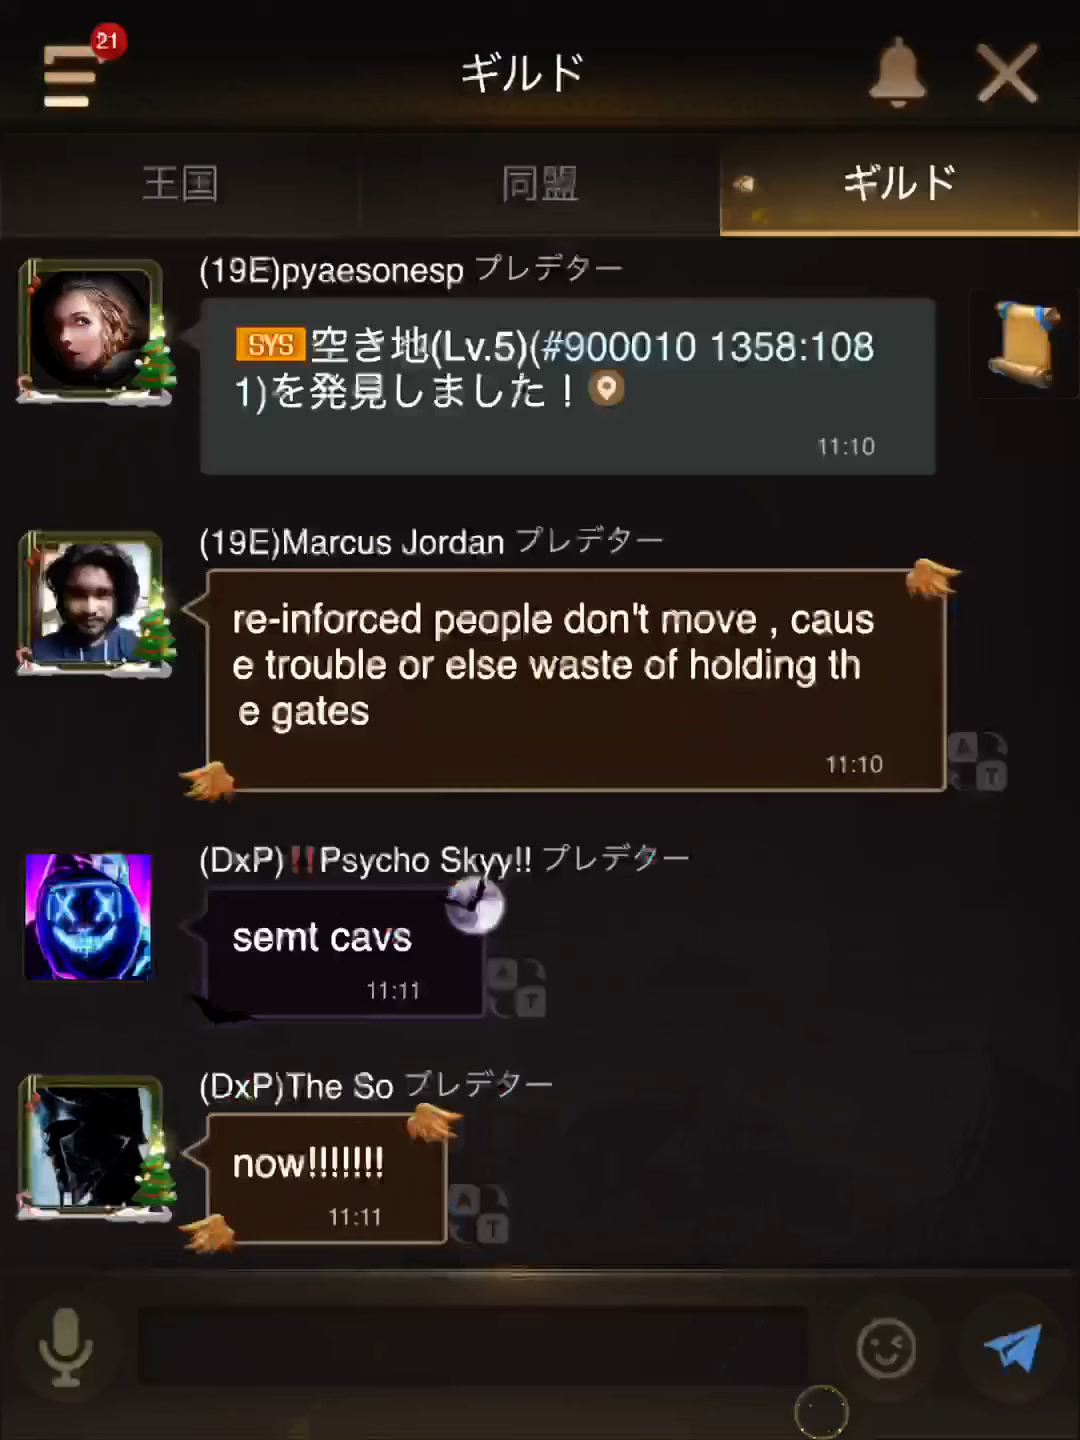 21
ギルド
王国
同盟
ギルド
(19E)pyaesonesp プレデター
SYS 空き地(Lv.5)(#900010 1358:108
1)を発見しました！
11:10
(19E)Marcus Jordan プレデター
re-inforced people don't move , caus
e trouble or else waste of holding th
e gates
11:10
A
T
(DxP)‼Psycho Skyy!! プレデター
semt cavs
11:11
A
T
(DxP)The So プレデター
now!!!!!!!
11:11
A
T